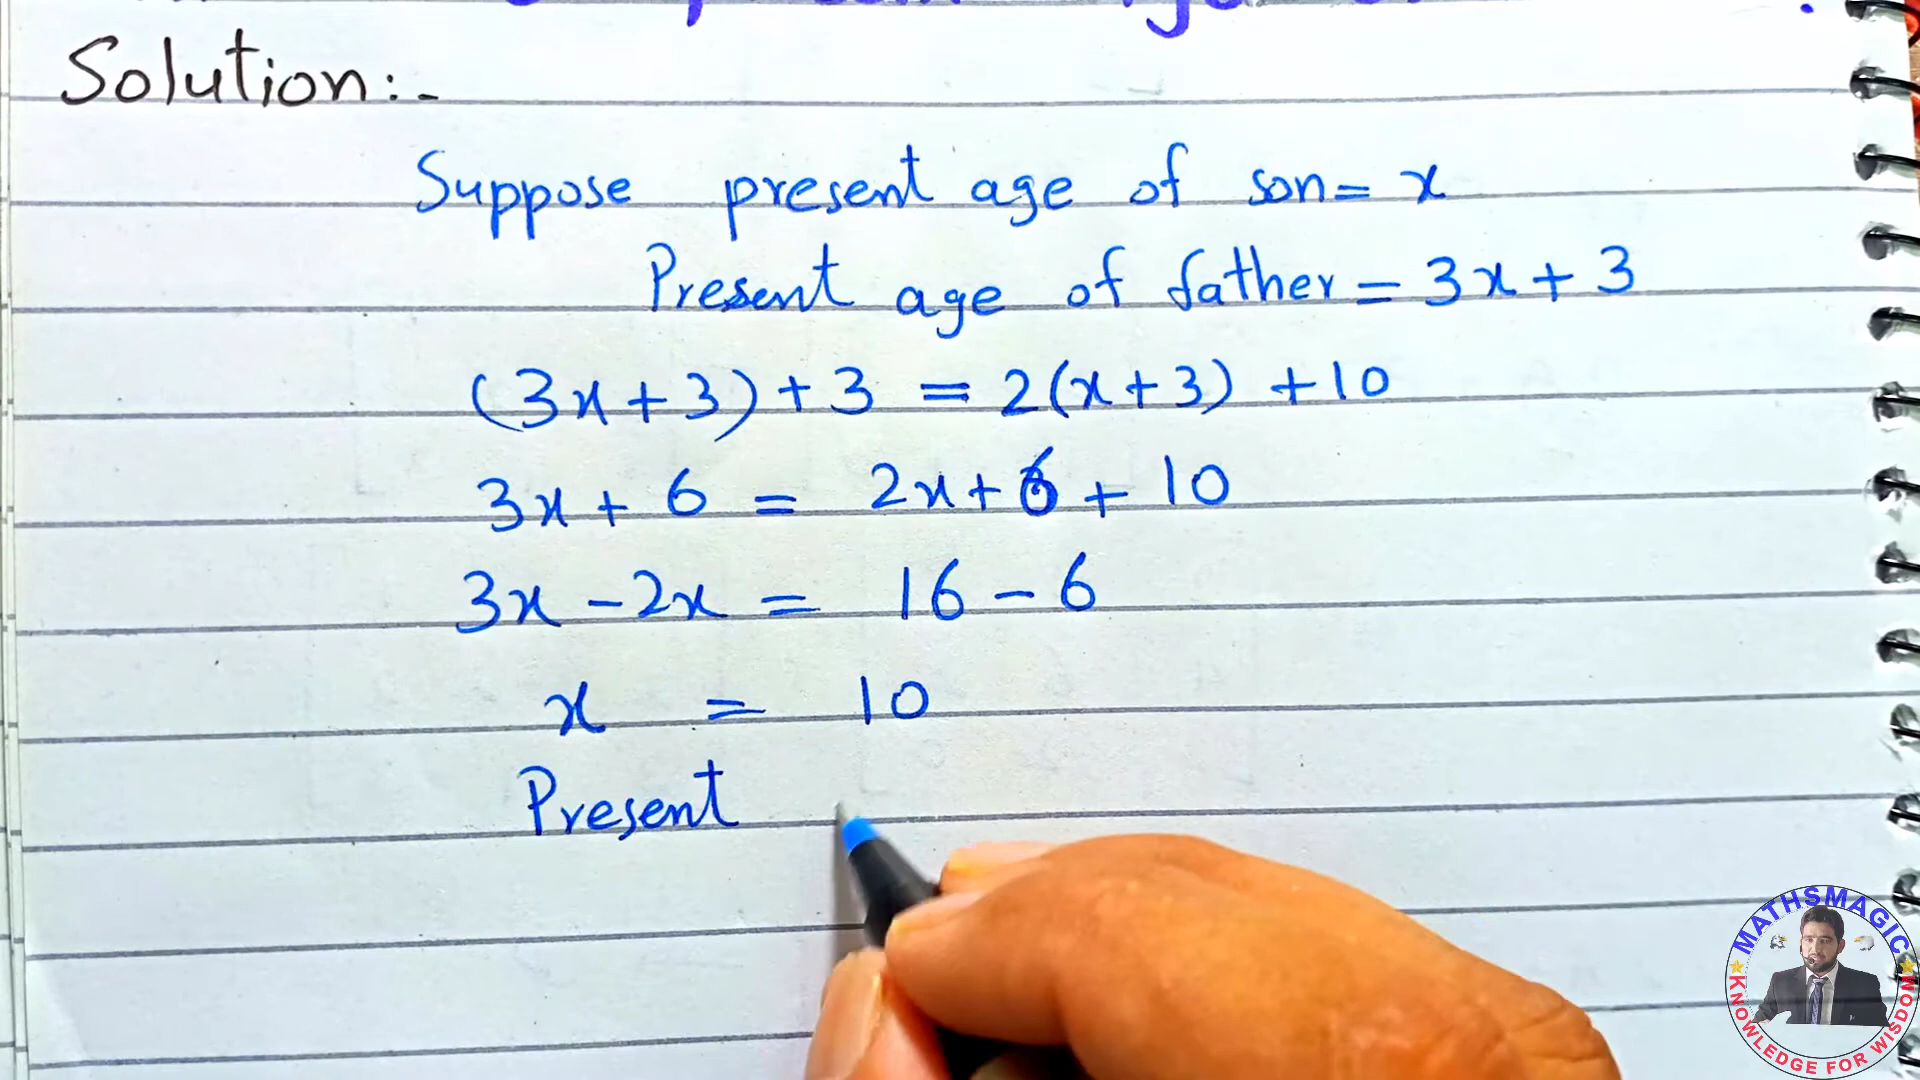 Solution:-
Suppose present age of son = x
Present age of father = 3x + 3
(3x + 3) + 3 = 2(x + 3) + 10
3x + 6 = 2x + 6 + 10
3x - 2x = 16 - 6
x = 10
Present
MATHSMAGIC
KNOWLEDGE FOR WISDOM